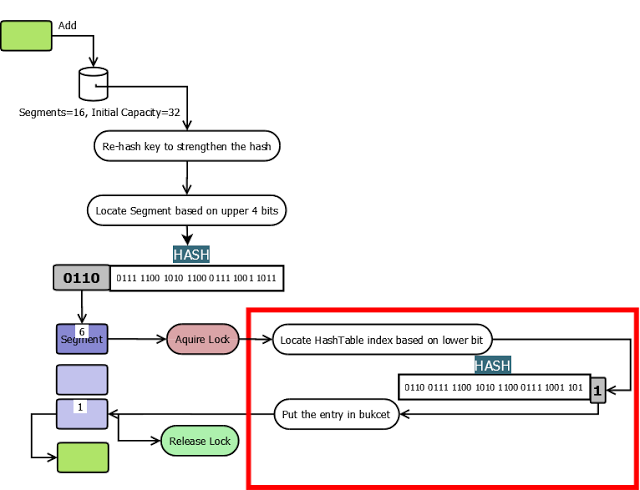 Add
Segments=16, Initial Capacity=32
Re-hash key to strengthen the hash
Locate Segment based on upper 4 bits
HASH
0110
0111 1100 1010 1100 0111 1001 1011
6
Segment
Aquire Lock
Locate HashTable index based on lower bit
HASH
0110 0111 1100 1010 1100 0111 1001 101
1
1
Put the entry in bukcet
Release Lock